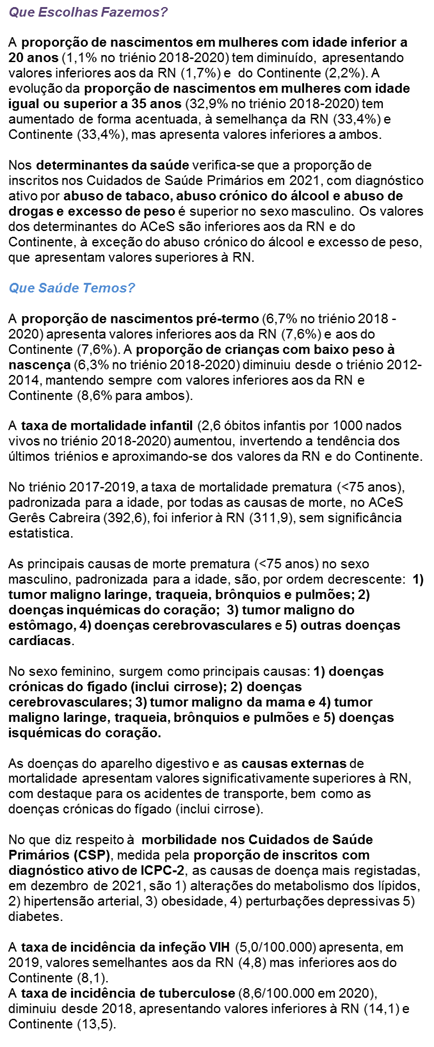 Que Escolhas Fazemos?
A proporção de nascimentos em mulheres com idade inferior a
20 anos (1,1% no triénio 2018-2020) tem diminuído, apresentando
valores inferiores aos da RN (1,7%) e do Continente (2,2%). A
evolução da proporção de nascimentos em mulheres com idade
igual ou superior a 35 anos (32,9% no triénio 2018-2020) tem
aumentado de forma acentuada, à semelhança da RN (33,4%) e
Continente (33,4%), mas apresenta valores inferiores a ambos.
Nos determinantes da saúde verifica-se que a proporção de
inscritos nos Cuidados de Saúde Primários em 2021, com diagnóstico
ativo por abuso de tabaco, abuso crónico do álcool e abuso de
drogas e excesso de peso é superior no sexo masculino. Os valores
dos determinantes do ACeS são inferiores aos da RN e do
Continente, à exceção do abuso crónico do álcool e excesso de peso,
que apresentam valores superiores à RN.
Que Saúde Temos?
A proporção de nascimentos pré-termo (6,7% no triénio 2018 -
2020) apresenta valores inferiores aos da RN (7,6%) e aos do
Continente (7,6%). A proporção de crianças com baixo peso à
nascença (6,3% no triénio 2018-2020) diminuiu desde o triénio 2012-
2014, mantendo sempre com valores inferiores aos da RN e
Continente (8,6% para ambos).
A taxa de mortalidade infantil (2,6 óbitos infantis por 1000 nados
vivos no triénio 2018-2020) aumentou, invertendo a tendência dos
últimos triénios e aproximando-se dos valores da RN e do Continente.
No triénio 2017-2019, a taxa de mortalidade prematura (<75 anos),
padronizada para a idade, por todas as causas de morte, no ACeS
Gerês Cabreira (392,6), foi inferior à RN (311,9), sem significância
estatistica.
As principais causas de morte prematura (<75 anos) no sexo
masculino, padronizada para a idade, são, por ordem decrescente: 1)
tumor maligno laringe, traqueia, brônquios e pulmões; 2)
doenças inquémicas do coração; 3) tumor maligno do
estômago, 4) doenças cerebrovasculares e 5) outras doenças
cardíacas.
No sexo feminino, surgem como principais causas: 1) doenças
crónicas do fígado (inclui cirrose); 2) doenças
cerebrovasculares; 3) tumor maligno da mama e 4) tumor
maligno laringe, traqueia, brônquios e pulmões e 5) doenças
isquémicas do coração.
As doenças do aparelho digestivo e as causas externas de
mortalidade apresentam valores significativamente superiores à RN,
com destaque para os acidentes de transporte, bem como as
doenças crónicas do fígado (inclui cirrose).
No que diz respeito à morbilidade nos Cuidados de Saúde
Primários (CSP), medida pela proporção de inscritos com
diagnóstico ativo de ICPC-2, as causas de doença mais registadas,
em dezembro de 2021, são 1) alterações do metabolismo dos lípidos,
2) hipertensão arterial, 3) obesidade, 4) perturbações depressivas 5)
diabetes.
A taxa de incidência da infeção VIH (5,0/100.000) apresenta, em
2019, valores semelhantes aos da RN (4,8) mas inferiores aos do
Continente (8,1).
A taxa de incidência de tuberculose (8,6/100.000 em 2020),
diminuiu desde 2018, apresentando valores inferiores à RN (14,1) e
Continente (13,5).